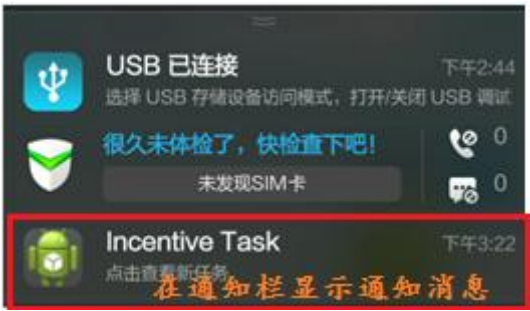 USB 已连接
下午2:44
选择 USB 存储设备访问模式，打开/关闭 USB 调试
很久未体检了，快检查下吧！
0
未发现SIM卡
0
Incentive Task
下午3:22
点击查看新任务
在通知栏显示通知消息